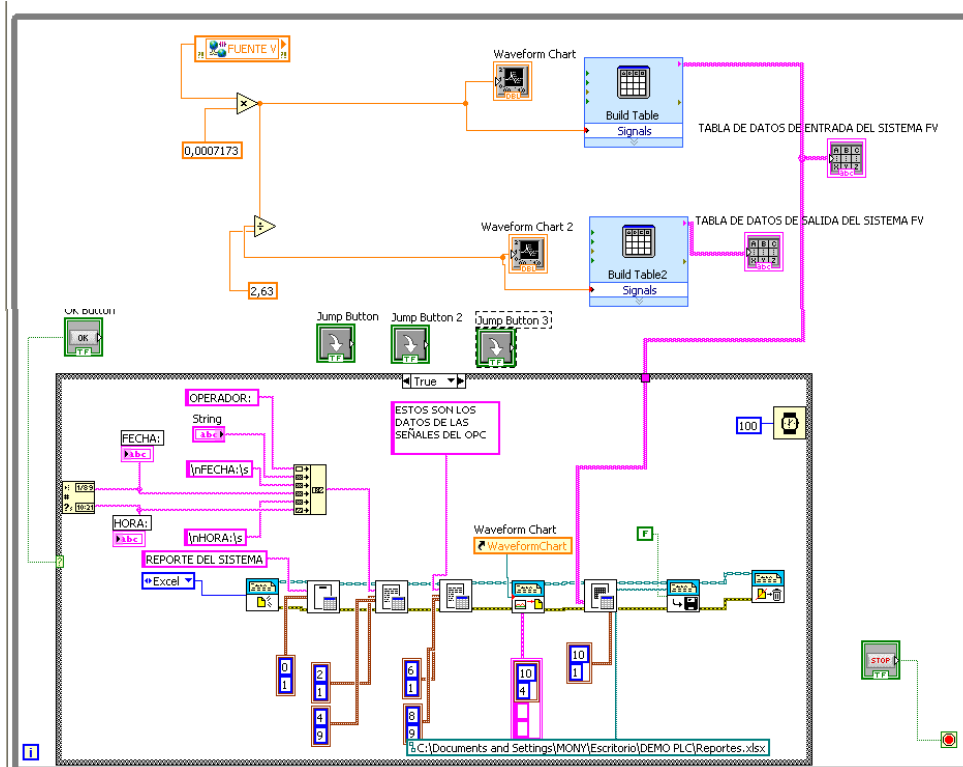 FUENTE V
Waveform Chart
DBL
Build Table
Signals
0,0007173
TABLA DE DATOS DE ENTRADA DEL SISTEMA FV
abc
Waveform Chart 2
DBL
Build Table2
Signals
TABLA DE DATOS DE SALIDA DEL SISTEMA FV
abc
2,63
OK Button
OK
TF
Jump Button
TF
Jump Button 2
TF
Jump Button 3
TF
True
OPERADOR:
String
abc
FECHA:
abc
\nFECHA:\s
HORA:
abc
\nHORA:\s
ESTOS SON LOS
DATOS DE LAS
SEÑALES DEL OPC
100
Waveform Chart
WaveformChart
F
REPORTE DEL SISTEMA
Excel
0
1
2
1
4
9
6
1
8
9
10
4
10
1
STOP
TF
C:\Documents and Settings\MONY\Escritorio\DEMO PLC\Reportes.xlsx
i